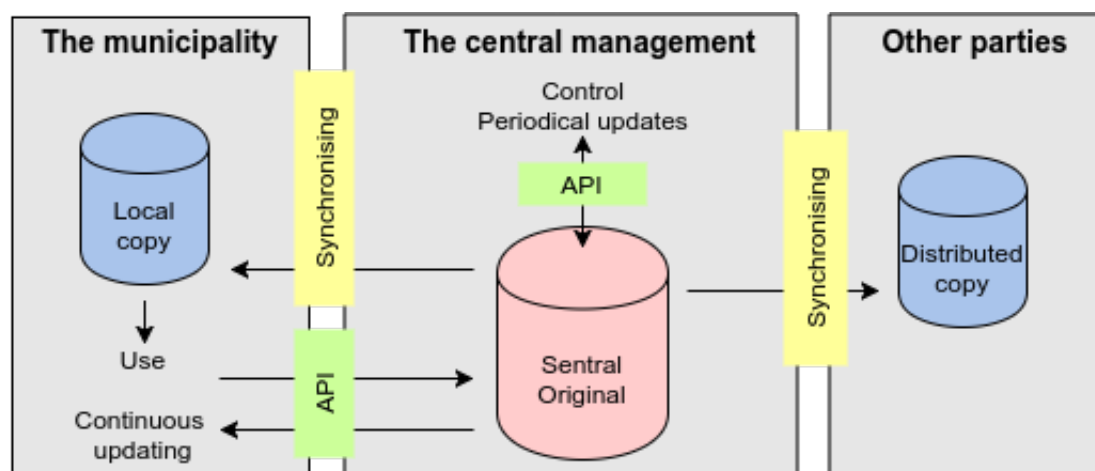 The municipality
The central management
Other parties
Local
copy
Use
Continuous
updating
Synchronising
API
Control
Periodical updates
API
Sentral
Original
Synchronising
Distributed
copy